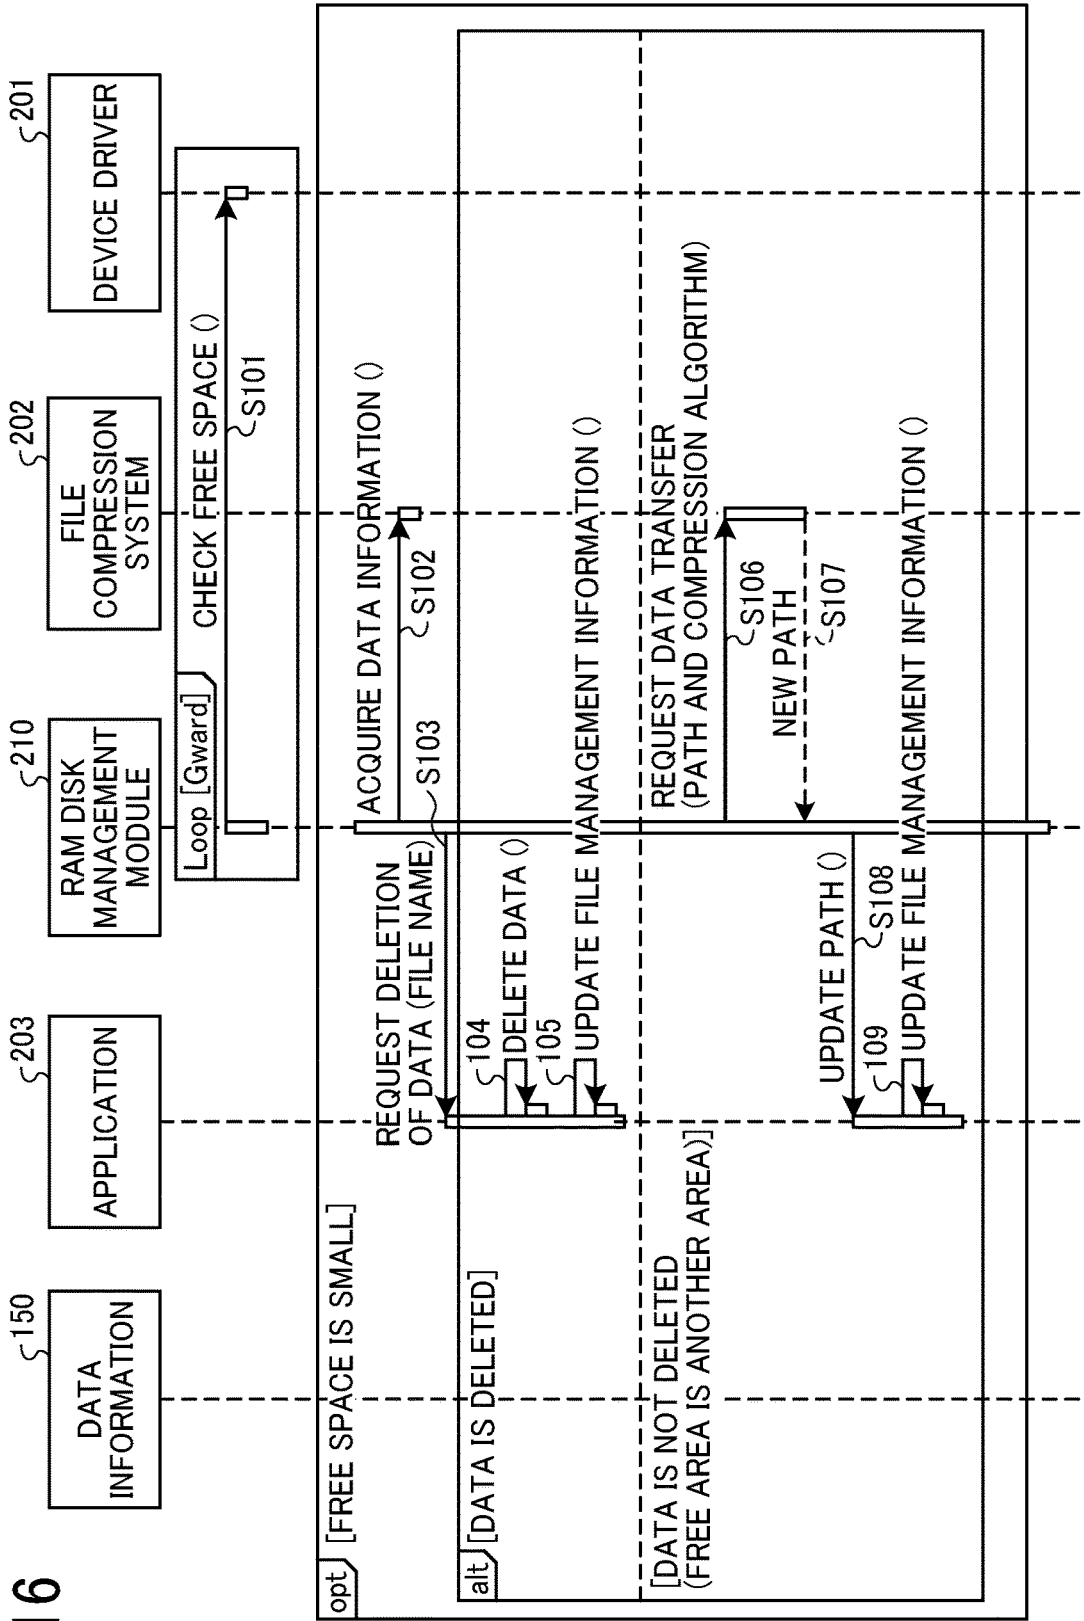 6
150
DATA
INFORMATION
203
APPLICATION
210
RAM DISK
MANAGEMENT
MODULE
202
FILE
COMPRESSION
SYSTEM
201
DEVICE DRIVER
Loop [Gward]
CHECK FREE SPACE ()
S101
opt
[FREE SPACE IS SMALL]
ACQUIRE DATA INFORMATION ()
S102
REQUEST DELETION
OF DATA (FILE NAME)
S103
alt
[DATA IS DELETED]
104
DELETE DATA ()
105
UPDATE FILE MANAGEMENT INFORMATION ()
[DATA IS NOT DELETED
(FREE AREA IS ANOTHER AREA)]
REQUEST DATA TRANSFER
(PATH AND COMPRESSION ALGORITHM)
S106
NEW PATH
S107
UPDATE PATH ()
S108
109
UPDATE FILE MANAGEMENT INFORMATION ()